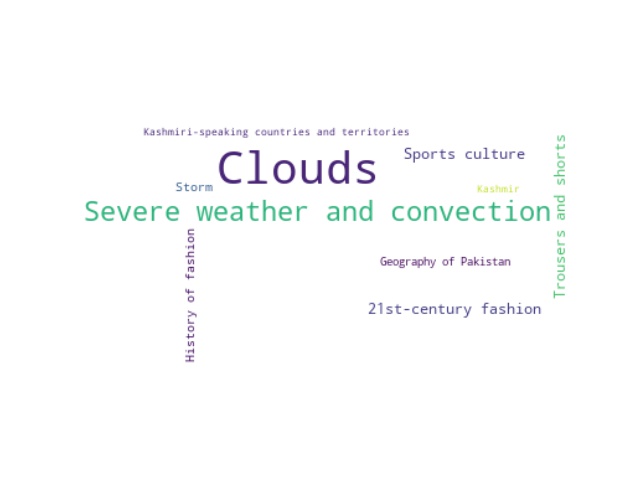 Kashmiri-speaking countries and territories
Clouds
Sports culture
Storm
Kashmir
Severe weather and convection
Trousers and shorts
History of fashion
Geography of Pakistan
21st-century fashion